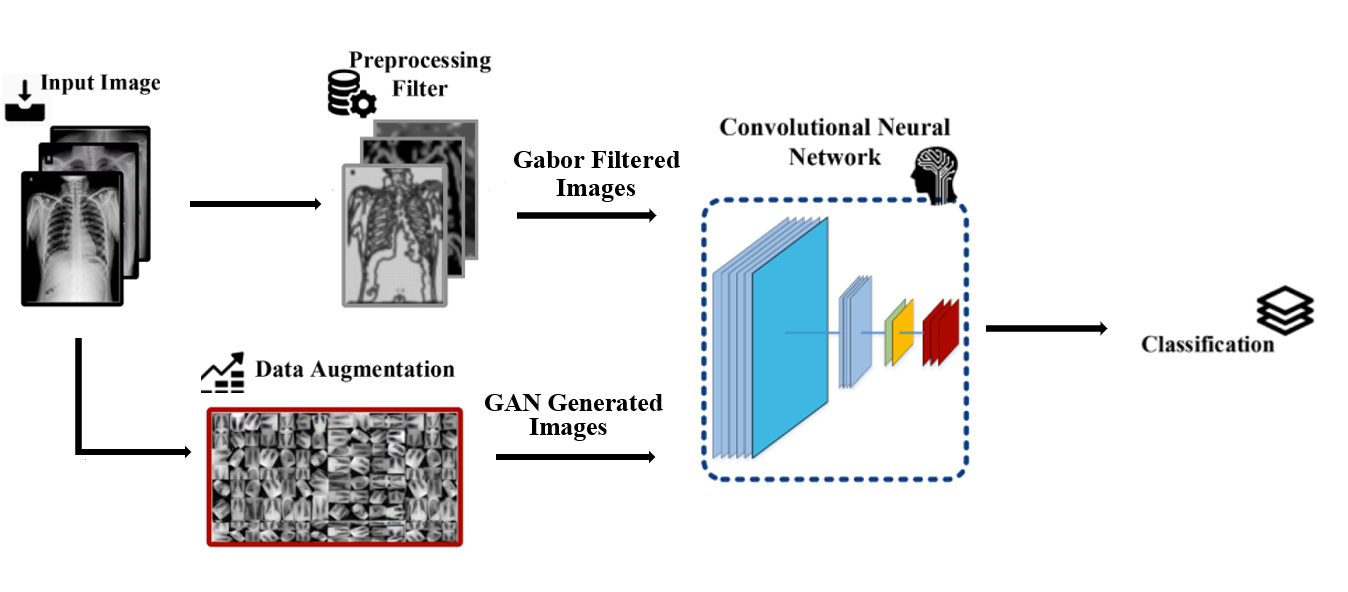 Input Image
Preprocessing
Filter
Gabor Filtered
Images
Convolutional Neural
Network
Data Augmentation
GAN Generated
Images
Classification